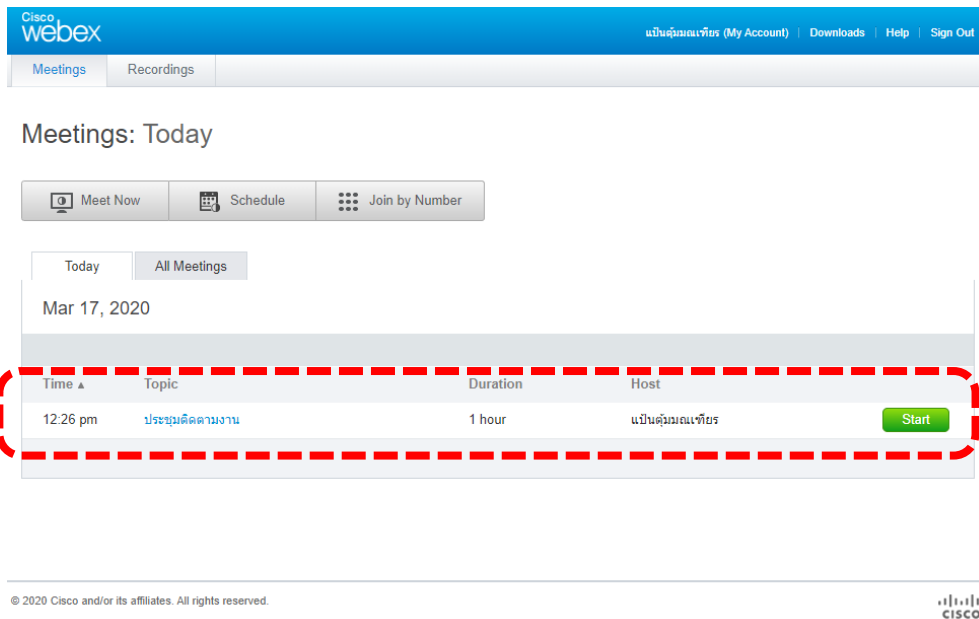 Cisco
webex
แป้นตุ้มมณเฑียร (My Account) | Downloads | Help | Sign Out
Meetings Recordings
Meetings: Today
Meet Now Schedule Join by Number
Today All Meetings
Mar 17, 2020
Time ▲ Topic Duration Host
12:26 pm ประชุมติดตามงาน 1 hour แป้นตุ้มมณเฑียร Start
© 2020 Cisco and/or its affiliates. All rights reserved.
CISCO